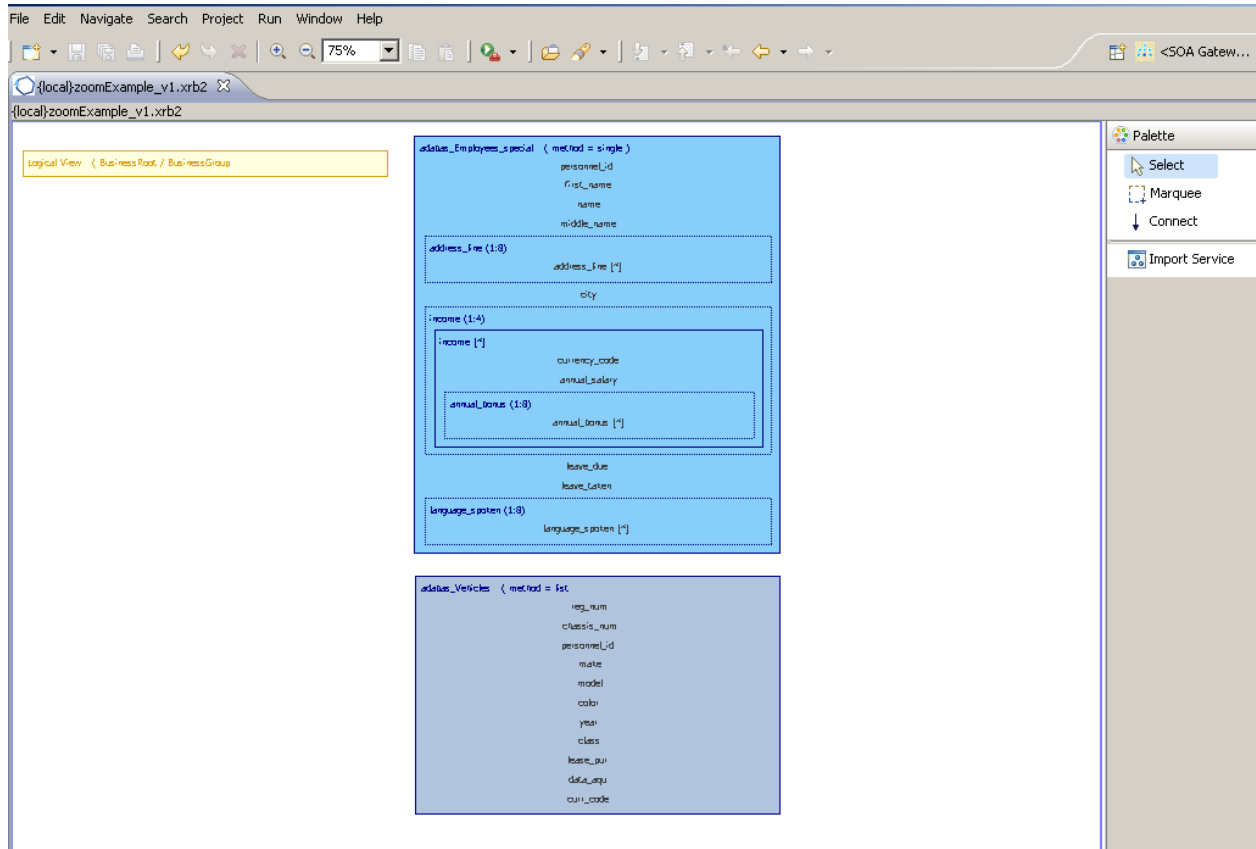 File Edit Navigate Search Project Run Window Help
75%
<SOA Gatew...
{local}zoomExample_v1.xrb2
{local}zoomExample_v1.xrb2
Palette
Select
Marquee
Connect
Import Service
Logical View ( BusinessRoot / BusinessGroup
adabas_Employees_special ( method = single )
personnel_id
first_name
name
middle_name
address_line (1:8)
address_line [*]
city
income (1:4)
income [*]
currency_code
annual_salary
annual_bonus (1:8)
annual_bonus [*]
leave_due
leave_taken
language_spoken (1:8)
language_spoken [*]
adabas_Vehicles ( method = list
reg_num
chassis_num
personnel_id
make
model
color
year
class
lease_pur
data_aqu
curr_code